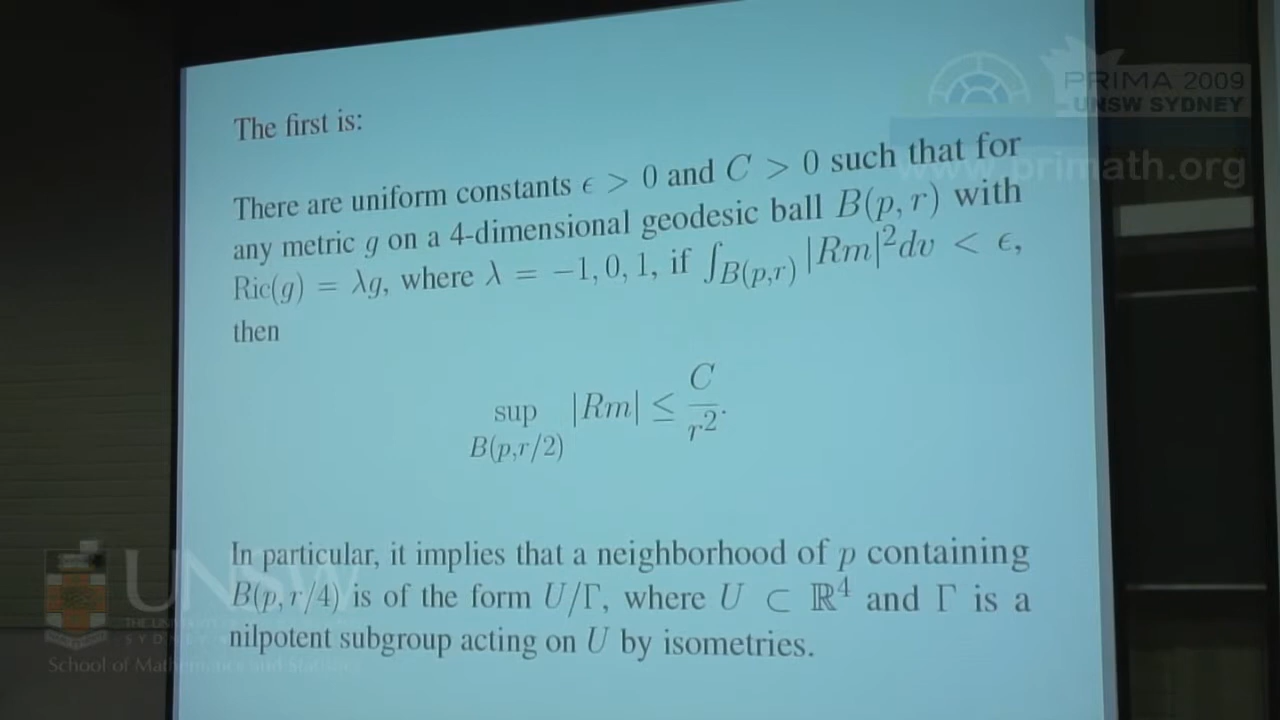 PRIMA 2009
UNSW SYDNEY
www.primath.org
The first is:
There are uniform constants ϵ > 0 and C > 0 such that for
any metric g on a 4-dimensional geodesic ball B(p, r) with
Ric(g) = λg, where λ = −1, 0, 1, if ∫_{B(p,r)} |Rm|² dv < ϵ,
then
sup_{B(p,r/2)} |Rm| ≤ C/r².
In particular, it implies that a neighborhood of p containing
B(p, r/4) is of the form U/Γ, where U ⊂ ℝ⁴ and Γ is a
nilpotent subgroup acting on U by isometries.
UNSW
School of Mathematics and Statistics